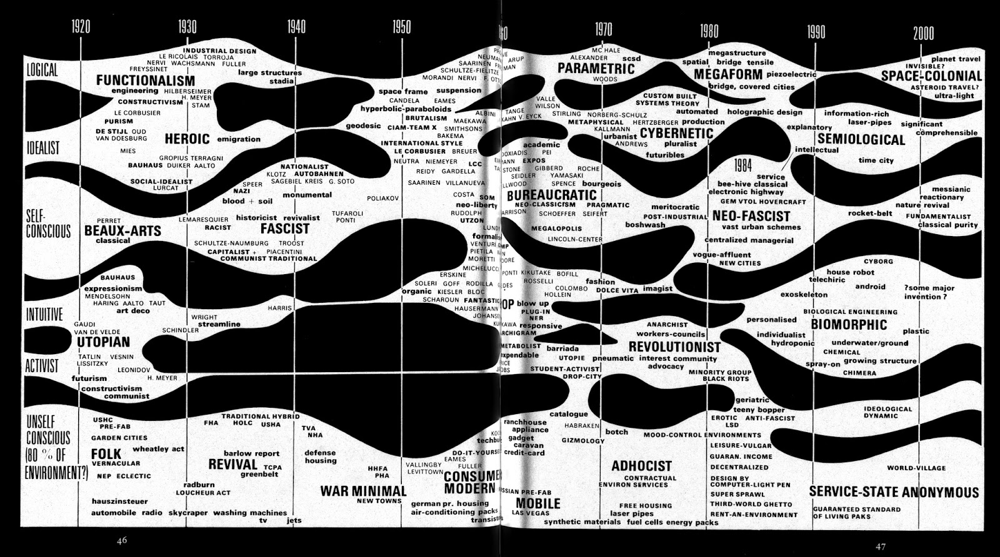 1920
1930
1940
1950
60
1970
1980
1990
2000
LOGICAL
IDEALIST
SELF-
CONSCIOUS
INTUITIVE
ACTIVIST
UNSELF
CONSCIOUS
(80 % OF
ENVIRONMENT?)
INDUSTRIAL DESIGN
LE RICOLAIS TORROJA
NERVI WACHSMANN FULLER
FREYSSINET
large structures
stadia
FUNCTIONALISM
engineering HILBERSEIMER
H. MEYER
CONSTRUCTIVISM
STAM
LE CORBUSIER
PURISM
DE STIJL OUD
VAN DOESBURG
HEROIC emigration
MIES
GROPIUS TERRAGNI
BAUHAUS DUIKER AALTO
SOCIAL-IDEALIST
LURCAT
NATIONALIST
KLOTZ AUTOBAHNEN
SPEER SAGEBIEL KREIS G. SOTO
NAZI
monumental
blood + soil
PERRET
BEAUX-ARTS
classical
LEMARESQUIER historicist revivalist
RACIST FASCIST
TUFAROLI
PONTI
POLIAKOV
SCHULTZE-NAUMBURG TROOST
CAPITALIST + PIACENTINI
COMMUNIST TRADITIONAL
BAUHAUS
expressionism
MENDELSOHN
HARING AALTO TAUT
art deco
HARRIS
WRIGHT
streamline
SCHINDLER
GAUDI
VAN DE VELDE
UTOPIAN
TATLIN VESNIN
LISSITZKY
LEONIDOV
futurism H. MEYER
constructivism
communist
USHC
PRE-FAB
GARDEN CITIES
FOLK wheatley act
VERNACULAR
NEP ECLECTIC
TRADITIONAL HYBRID
FHA HOLC USHA
TVA
NHA
barlow report
REVIVAL TCPA
greenbelt
defense
housing
HHFA
PHA
radburn
LOUCHEUR ACT
WAR MINIMAL
NEW TOWNS
hauszinsteuer
automobile radio skycraper washing machines
tv jets
SAARINEN
SCHULTZE-FIELITZ
MORANDI NERVI
ARUP
space frame suspension
CANDELA EAMES
hyperbolic-paraboloids
BRUTALISM
ALBINI
MAEKAWA
geodesic CIAM-TEAM X SMITHSONS
BAKEMA
INTERNATIONAL STYLE
LE CORBUSIER BREUER
NEUTRA NIEMEYER LCC
REIDY GARDELLA
SAARINEN VILLANUEVA
COSTA SOM
neo-liberty
RUDOLPH
UTZON
VENTURI
PIETILA
MORETTI
MICHELUCCI
ERSKINE
SOLERI GOFF RODILLA
organic KIESLER BLOC
SCHAROUN FANTASTIC
HAUSERMANN
techbu
DO-IT-YOURSE
EAMES
FULLER
VALLINGBY
LEVITTOWN
CONSUME
MODERN
german pr. housing
air-conditioning packs
VALLE
WILSON
TANGE
KAHN V. EYCK
academic
PEI
EXPOS
STONE GIBBERD ROCHE
SEIDLER YAMASAKI
SPENCE bourgeois
BUREAUCRATIC
NEO-CLASSICISM PRAGMATIC
SCHOEFFER SEIFERT
MEGALOPOLIS
LINCOLN-CENTER
PONTI KIKUTAKE BOFILL
ROSSELLI
COLOMBO
HOLLEIN
fashion
DOLCE VITA imagist
OP blow up
PLUG-IN
NER
responsive
METABOLIST
barriada
expendable
UTOPIE pneumatic interest community
advocacy
STUDENT-ACTIVIST
DROP-CITY
catalogue
ranchhouse
appliance
gadget
caravan
credit-card
HABRAKEN
botch
GIZMOLOGY
PRE-FAB
MOBILE
LAS VEGAS
synthetic materials fuel cells energy packs
MC HALE
ALEXANDER scsd
PARAMETRIC
WOODS
CUSTOM BUILT
SYSTEMS THEORY
automated holographic design
STIRLING NORBERG-SCHULZ
METAPHYSICAL HERTZBERGER production
KALLMANN
urbanist CYBERNETIC
ANDREWS pluralist
futuribles
megastructure
spatial bridge tensile
MEGAFORM piezoelectric
bridge, covered cities
1984
service
bee-hive classical
electronic highway
GEM VTOL HOVERCRAFT
meritocratic
POST-INDUSTRIAL NEO-FASCIST
boshwash vast urban schemes
centralized managerial
vogue-affluent
NEW CITIES
ANARCHIST
workers-councils
REVOLUTIONIST
MINORITY GROUP
BLACK RIOTS
geriatric
teeny bopper
EROTIC ANTI-FASCIST
LSD
MOOD-CONTROL ENVIRONMENTS
LEISURE-VULGAR
GUARAN. INCOME
ADHOCIST
DECENTRALIZED
CONTRACTUAL
ENVIRON SERVICES
DESIGN BY
COMPUTER-LIGHT PEN
SUPER SPRAWL
FREE HOUSING
THIRD-WORLD GHETTO
laser pipes
RENT-AN-ENVIRONMENT
planet travel
INVISIBLE?
SPACE-COLONIAL
ASTEROID TRAVEL?
ultra-light
information-rich
laser-pipes significant
explanatory comprehensible
SEMIOLOGICAL
intellectual
time city
messianic
reactionary
nature revival
rocket-belt FUNDAMENTALIST
classical purity
CYBORG
house robot
telechiric
android
exoskeleton
?some major
invention ?
BIOLOGICAL ENGINEERING
personalised BIOMORPHIC
plastic
individualist
hydroponic underwater/ground
CHEMICAL
spray-on growing structure
CHIMERA
IDEOLOGICAL
DYNAMIC
WORLD-VILLAGE
SERVICE-STATE ANONYMOUS
GUARANTEED STANDARD
OF LIVING PAKS
46
47